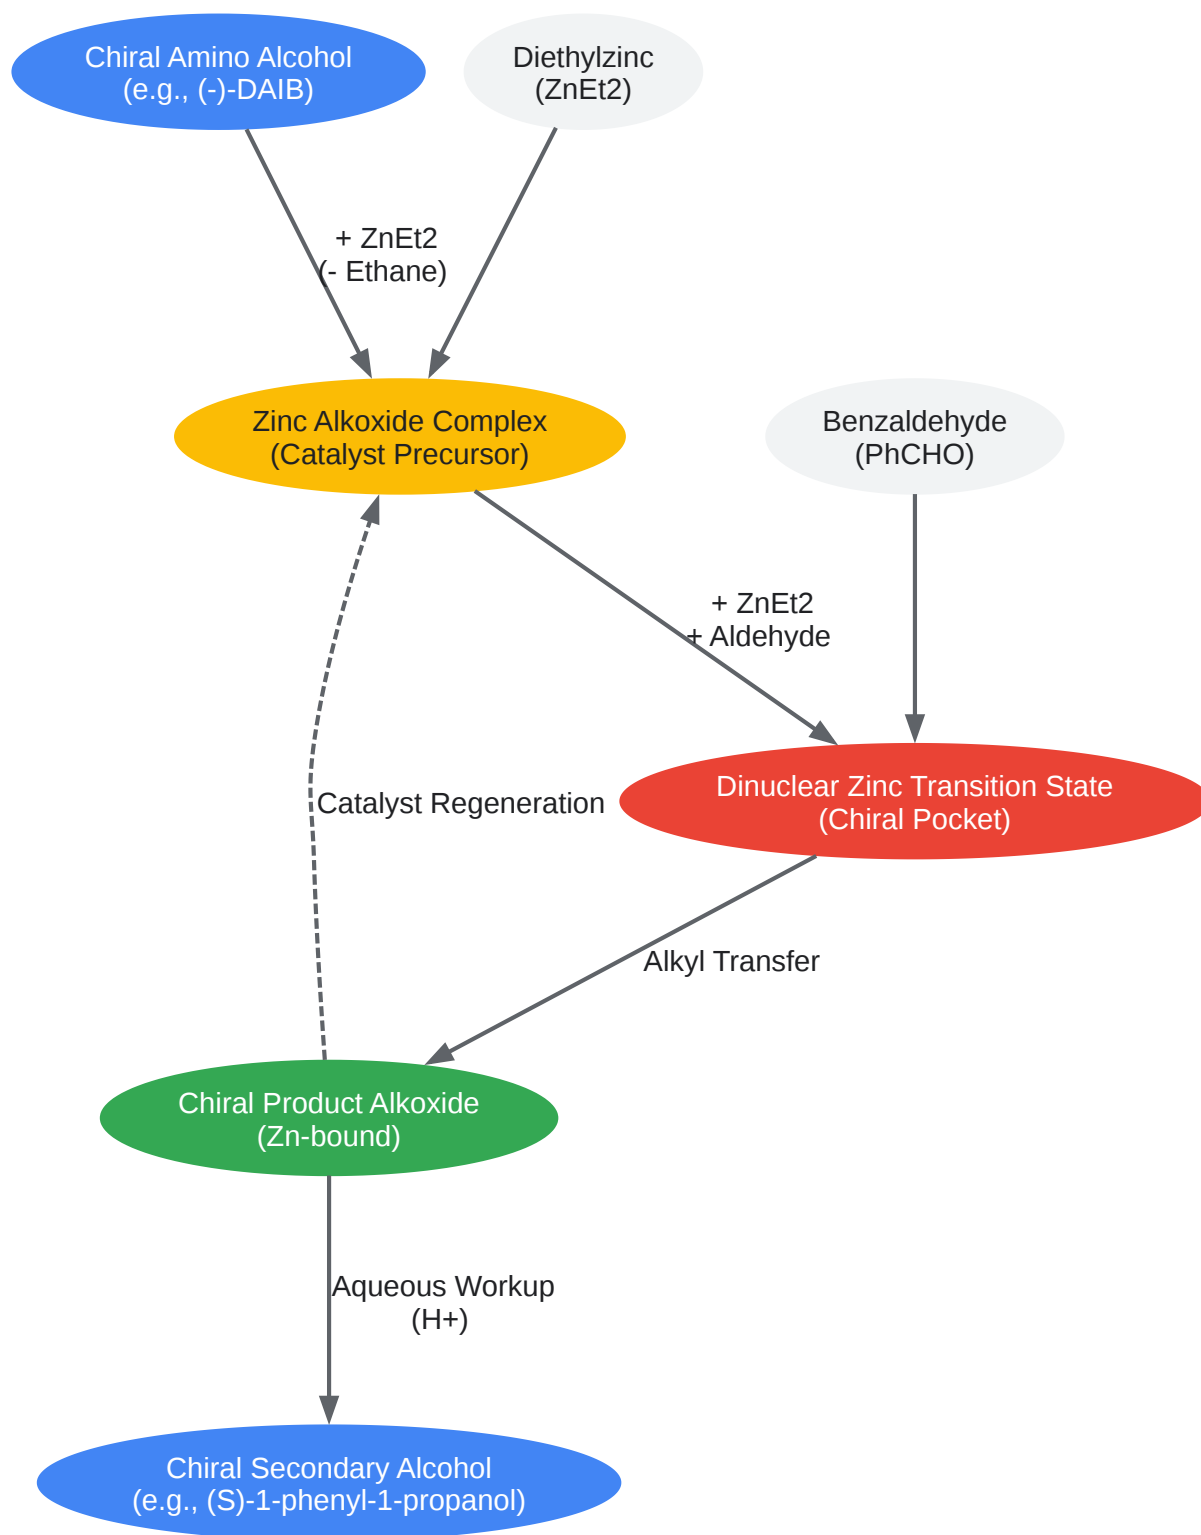 Chiral Amino Alcohol
(e.g., (-)-DAIB)
Diethylzinc
(ZnEt2)
+ ZnEt2
(- Ethane)
Zinc Alkoxide Complex
(Catalyst Precursor)
Benzaldehyde
(PhCHO)
+ ZnEt2
+ Aldehyde
Dinuclear Zinc Transition State
(Chiral Pocket)
Catalyst Regeneration
Alkyl Transfer
Chiral Product Alkoxide
(Zn-bound)
Aqueous Workup
(H+)
Chiral Secondary Alcohol
(e.g., (S)-1-phenyl-1-propanol)